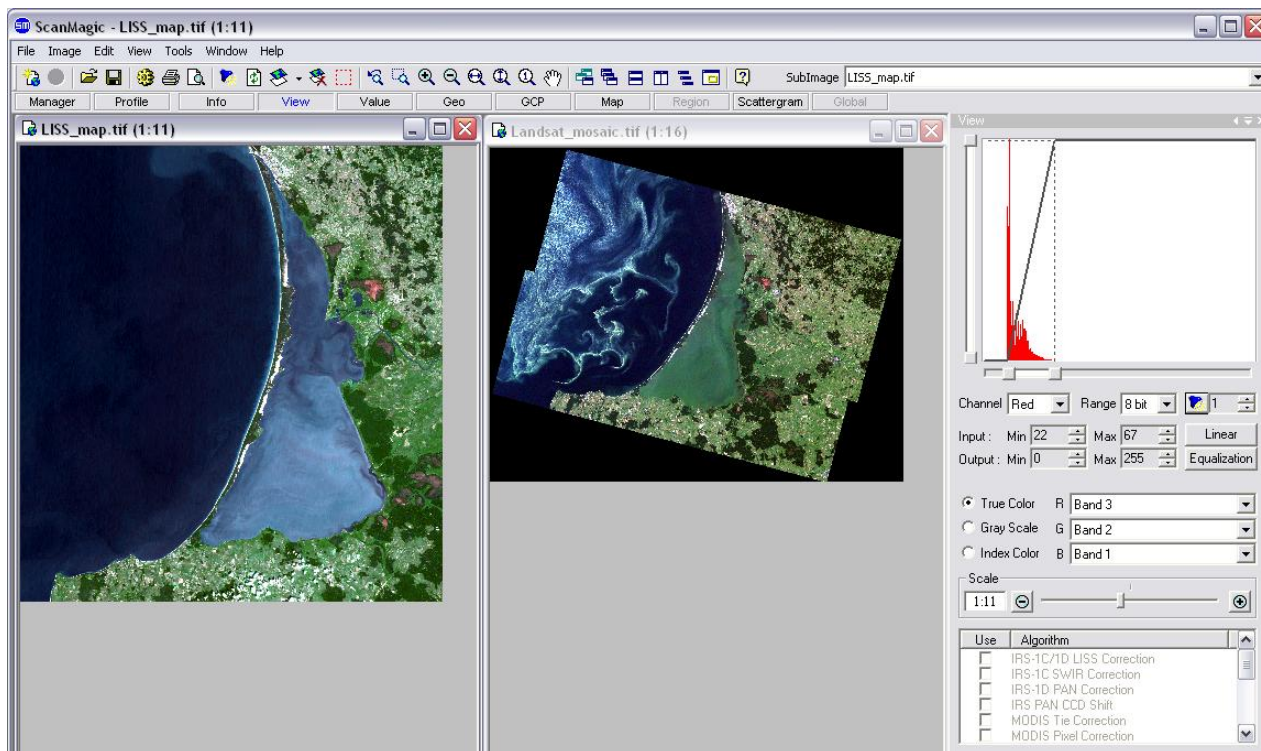 ScanMagic - LISS_map.tif (1:11)
File Image Edit View Tools Window Help
SubImage LISS_map.tif
Manager Profile Info View Value Geo GCP Map Region Scattergram Global
LISS_map.tif (1:11)
Landsat_mosaic.tif (1:16)
View
Channel Red Range 8 bit 1
Input : Min 22 Max 67 Linear
Output : Min 0 Max 255 Equalization
True Color R Band 3
Gray Scale G Band 2
Index Color B Band 1
Scale
1:11
Use Algorithm
IRS-1C/1D LISS Correction
IRS-1C SWIR Correction
IRS-1D PAN Correction
IRS PAN CCD Shift
MODIS Tie Correction
MODIS Pixel Correction